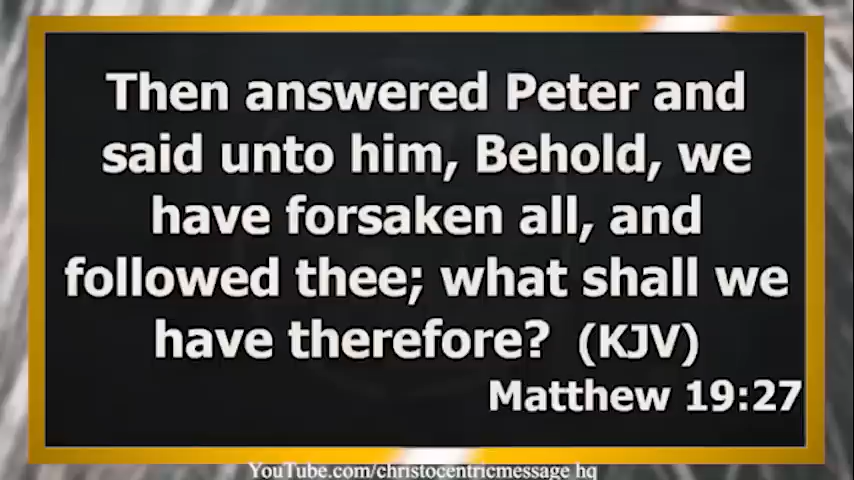 Then answered Peter and
said unto him, Behold, we
have forsaken all, and
followed thee; what shall we
have therefore? (KJV)
Matthew 19:27
YouTube.com/christocentricmessage hq